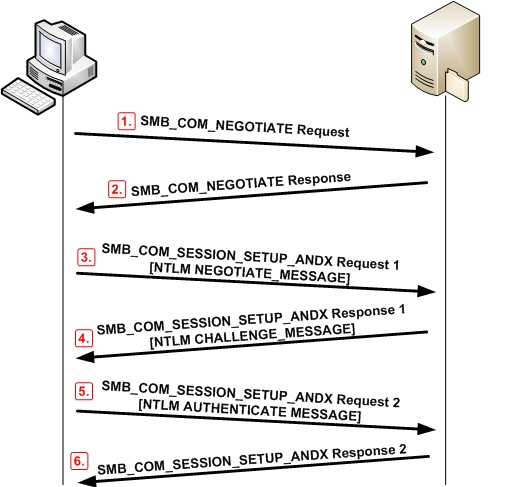 1. SMB_COM_NEGOTIATE Request
2. SMB_COM_NEGOTIATE Response
3. SMB_COM_SESSION_SETUP_ANDX Request 1
[NTLM NEGOTIATE_MESSAGE]
4. SMB_COM_SESSION_SETUP_ANDX Response 1
[NTLM CHALLENGE_MESSAGE]
5. SMB_COM_SESSION_SETUP_ANDX Request 2
[NTLM AUTHENTICATE MESSAGE]
6. SMB_COM_SESSION_SETUP_ANDX Response 2